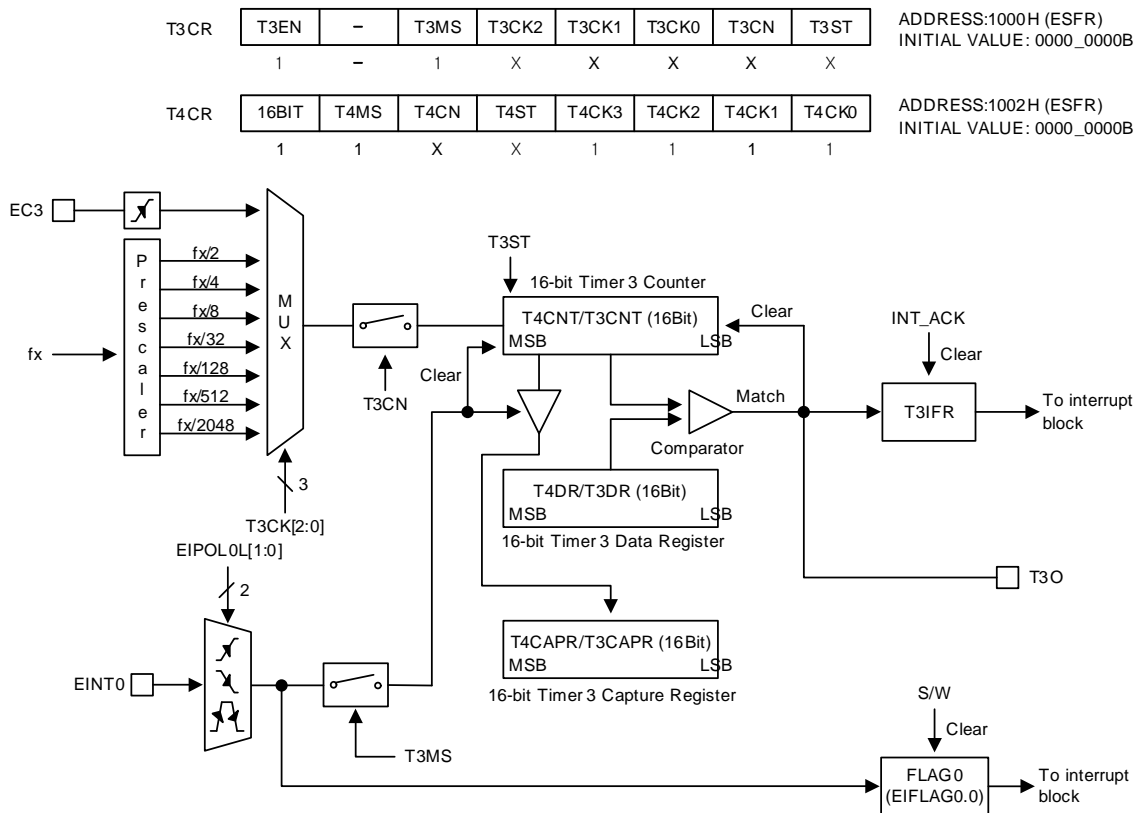 T3CR T3EN – T3MS T3CK2 T3CK1 T3CK0 T3CN T3ST ADDRESS:1000H (ESFR)
INITIAL VALUE: 0000_0000B
1 – 1 X X X X X
T4CR 16BIT T4MS T4CN T4ST T4CK3 T4CK2 T4CK1 T4CK0 ADDRESS:1002H (ESFR)
INITIAL VALUE: 0000_0000B
1 1 X X 1 1 1 1
EC3
fx
Prescaler
fx/2
fx/4
fx/8
fx/32
fx/128
fx/512
fx/2048
MUX
3
T3CK[2:0]
T3CN
T3ST
16-bit Timer 3 Counter
T4CNT/T3CNT (16Bit)
MSB LSB
Clear
Clear
Match
Comparator
T4DR/T3DR (16Bit)
MSB LSB
16-bit Timer 3 Data Register
INT_ACK
Clear
T3IFR
To interrupt
block
T3O
EIPOL0L[1:0]
2
EINT0
T3MS
T4CAPR/T3CAPR (16Bit)
MSB LSB
16-bit Timer 3 Capture Register
S/W
Clear
FLAG0
(EIFLAG0.0)
To interrupt
block